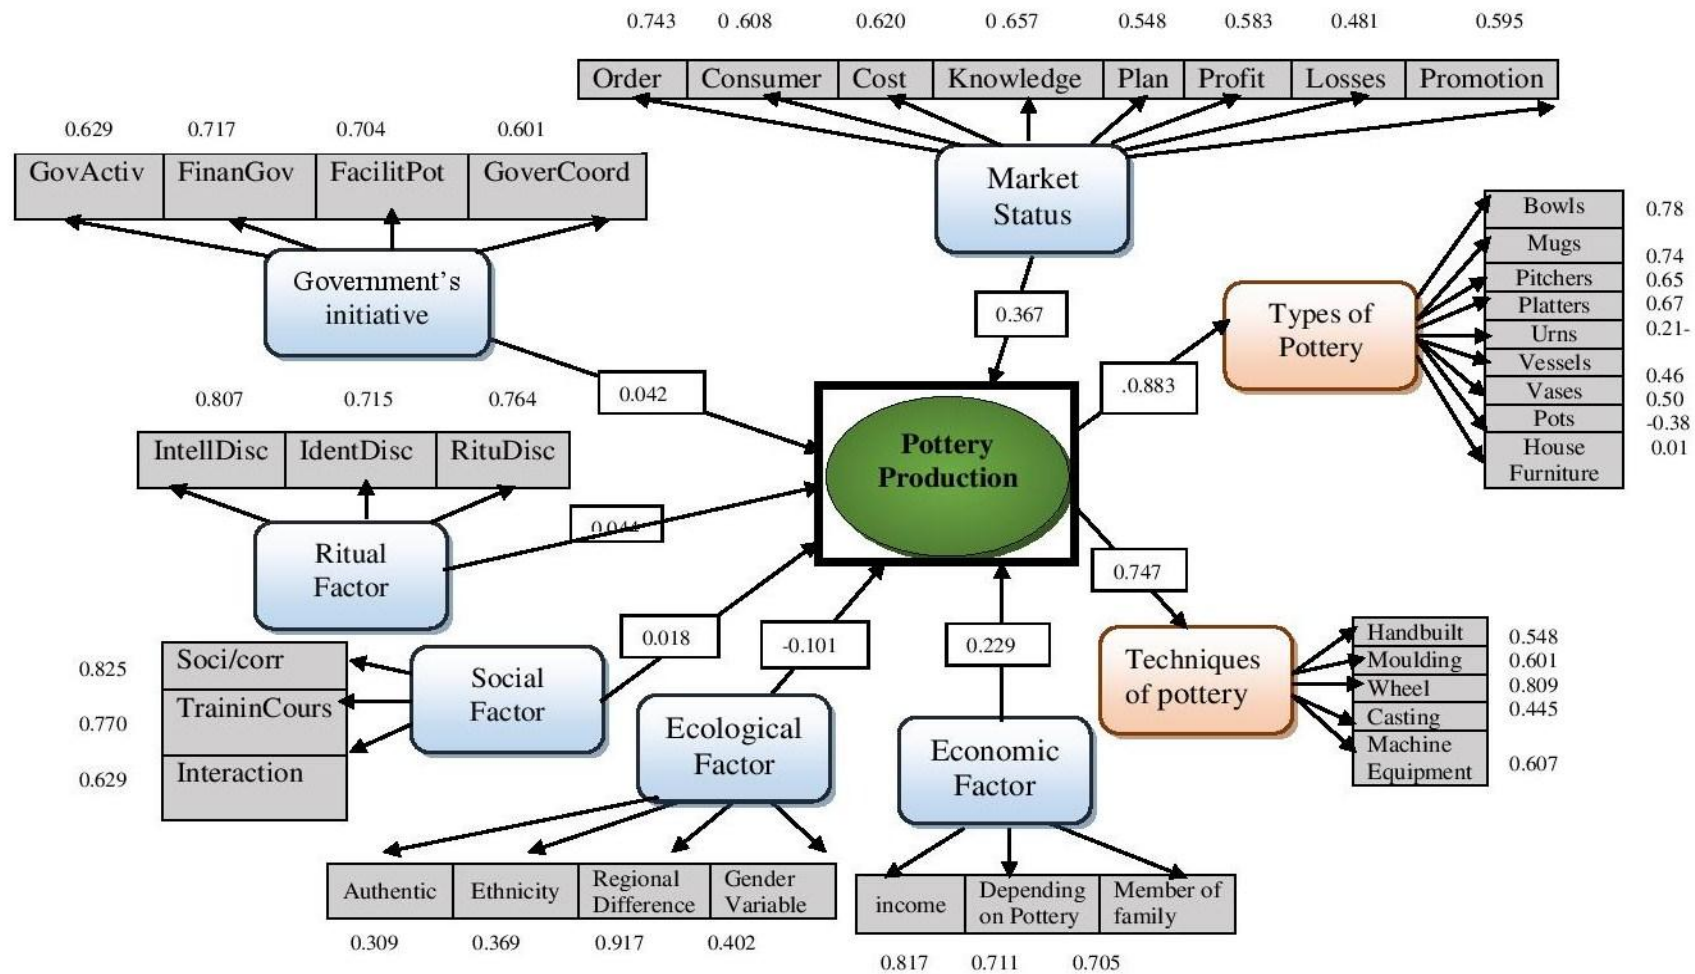 0.743 0 .608 0.620 0.657 0.548 0.583 0.481 0.595
Order Consumer Cost Knowledge Plan Profit Losses Promotion
Market
Status
0.367
0.629 0.717 0.704 0.601
GovActiv FinanGov FacilitPot GoverCoord
Government's
initiative
0.042
0.807 0.715 0.764
IntellDisc IdentDisc RituDisc
Ritual
Factor
0.044
Pottery
Production
.0.883
Types of
Pottery
Bowls 0.78
Mugs
0.74
Pitchers 0.65
Platters 0.67
Urns 0.21-
Vessels
0.46
Vases
0.50
Pots -0.38
House 0.01
Furniture
0.747
Techniques
of pottery
Handbuilt 0.548
Moulding 0.601
Wheel 0.809
Casting 0.445
Machine
Equipment 0.607
0.825 Soci/corr
0.770 TraininCours
0.629 Interaction
Social
Factor
0.018
-0.101
0.229
Ecological
Factor
Authentic Ethnicity Regional
Difference Gender
Variable
0.309 0.369 0.917 0.402
Economic
Factor
income Depending
on Pottery Member of
family
0.817 0.711 0.705